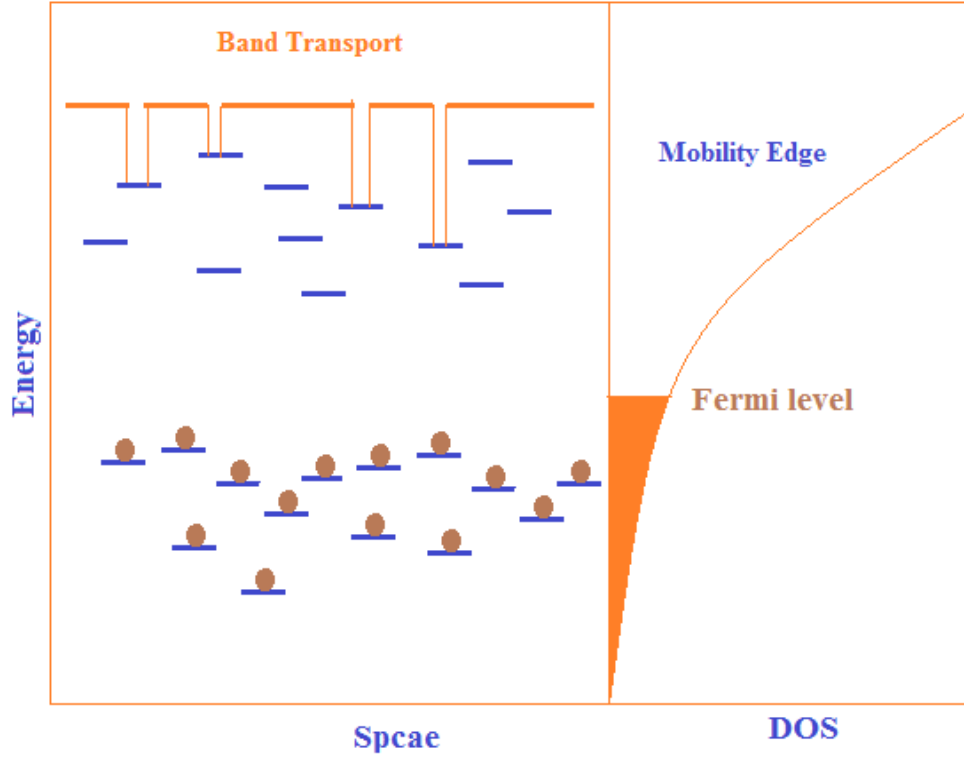 Band Transport
Mobility Edge
Energy
Fermi level
Spcae
DOS